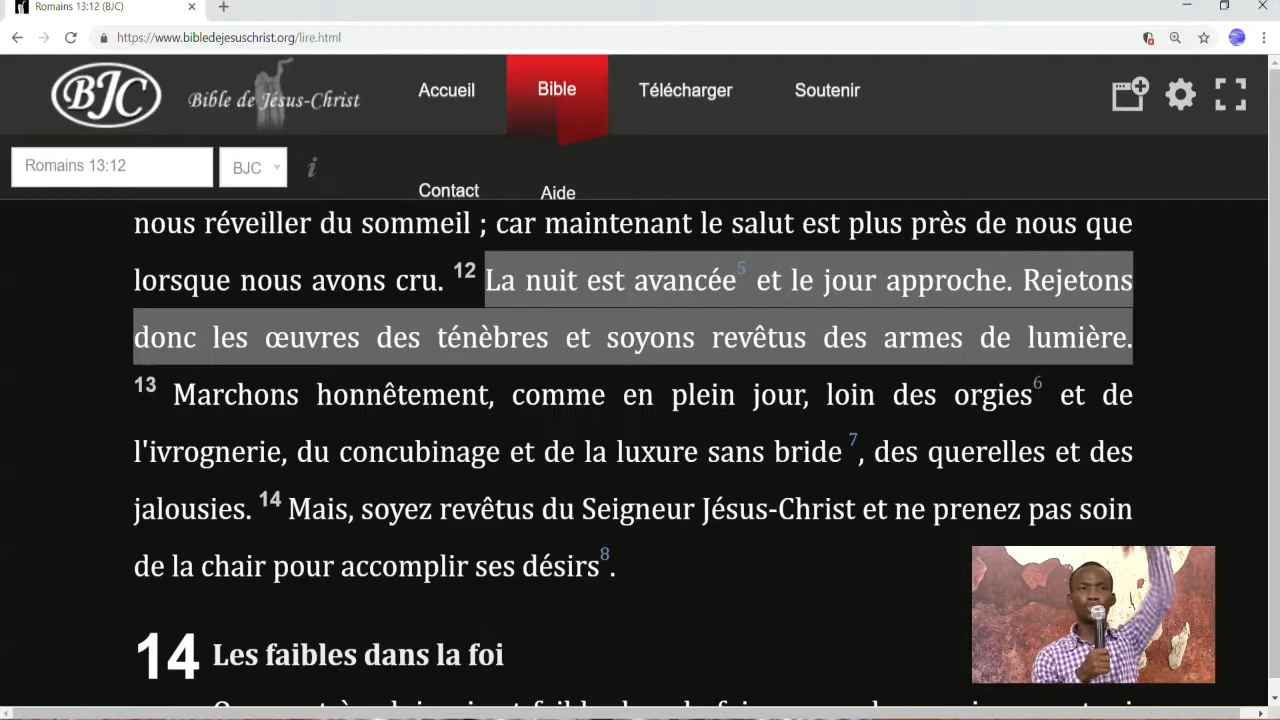 Romains 13:12 (BJC)
https://www.bibledejesuschrist.org/lire.html
BJC
Bible de Jésus-Christ
Accueil
Bible
Télécharger
Soutenir
Romains 13:12
BJC
i
Contact
Aide
nous réveiller du sommeil ; car maintenant le salut est plus près de nous que
lorsque nous avons cru. 12 La nuit est avancée5 et le jour approche. Rejetons
donc les œuvres des ténèbres et soyons revêtus des armes de lumière.
13 Marchons honnêtement, comme en plein jour, loin des orgies6 et de
l'ivrognerie, du concubinage et de la luxure sans bride 7, des querelles et des
jalousies. 14 Mais, soyez revêtus du Seigneur Jésus-Christ et ne prenez pas soin
de la chair pour accomplir ses désirs8.
14 Les faibles dans la foi